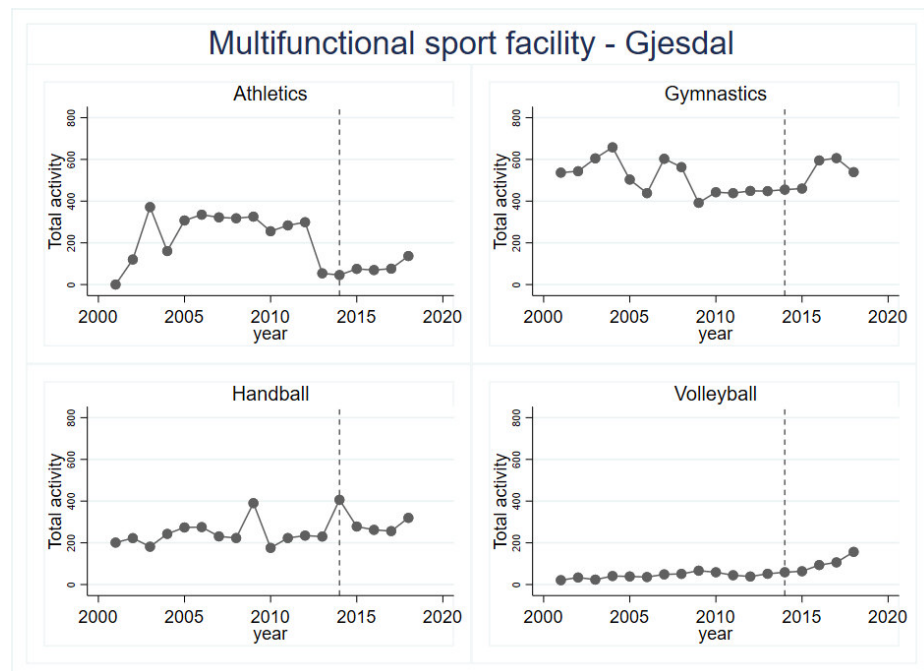 Multifunctional sport facility - Gjesdal
Athletics
Total activity
800
600
400
200
0
2000 2005 2010 2015 2020
year
Gymnastics
Total activity
800
600
400
200
0
2000 2005 2010 2015 2020
year
Handball
Total activity
800
600
400
200
0
2000 2005 2010 2015 2020
year
Volleyball
Total activity
800
600
400
200
0
2000 2005 2010 2015 2020
year